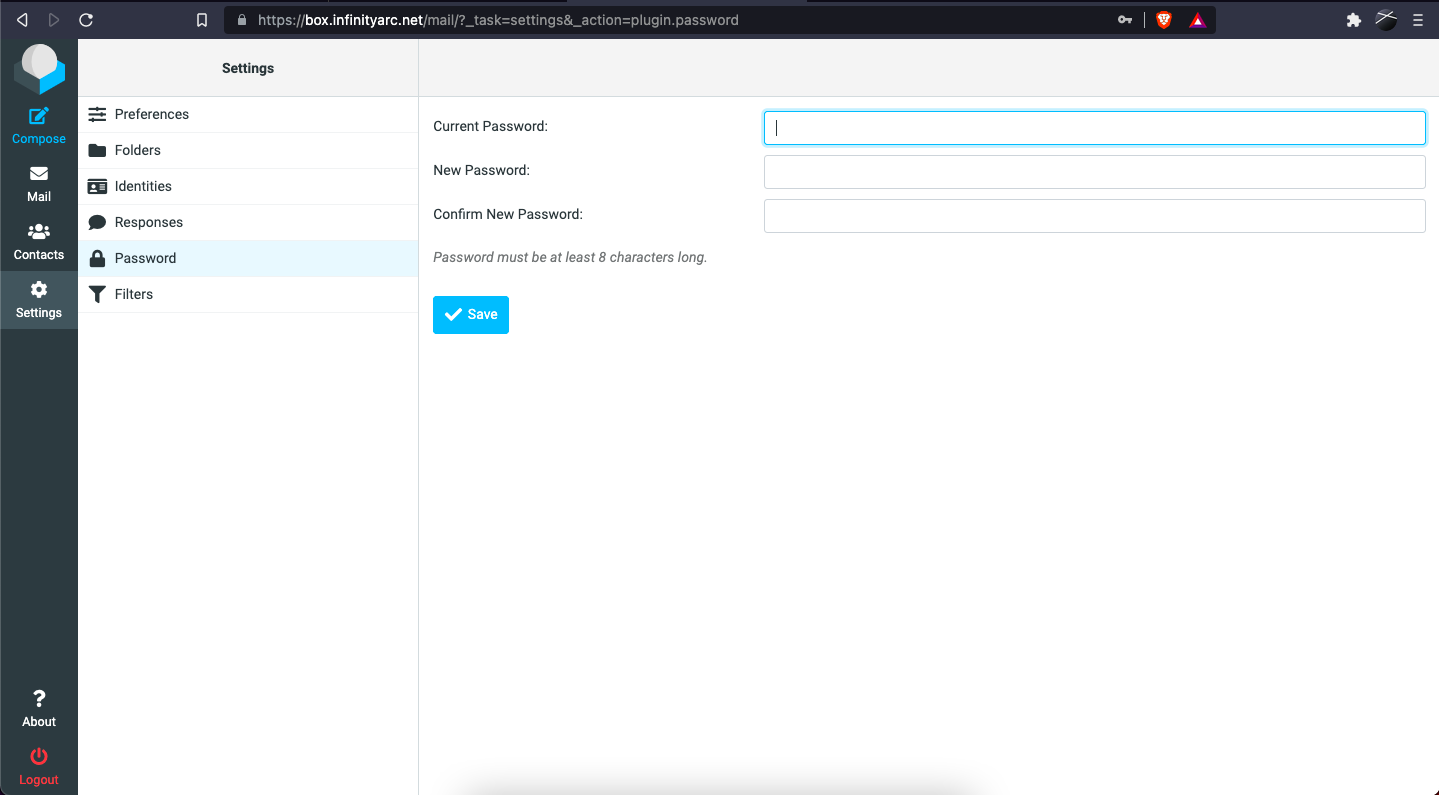 https://box.infinityarc.net/mail/?_task=settings&_action=plugin.password
Compose
Mail
Contacts
Settings
About
Logout
Settings
Preferences
Folders
Identities
Responses
Password
Filters
Current Password:
New Password:
Confirm New Password:
Password must be at least 8 characters long.
Save